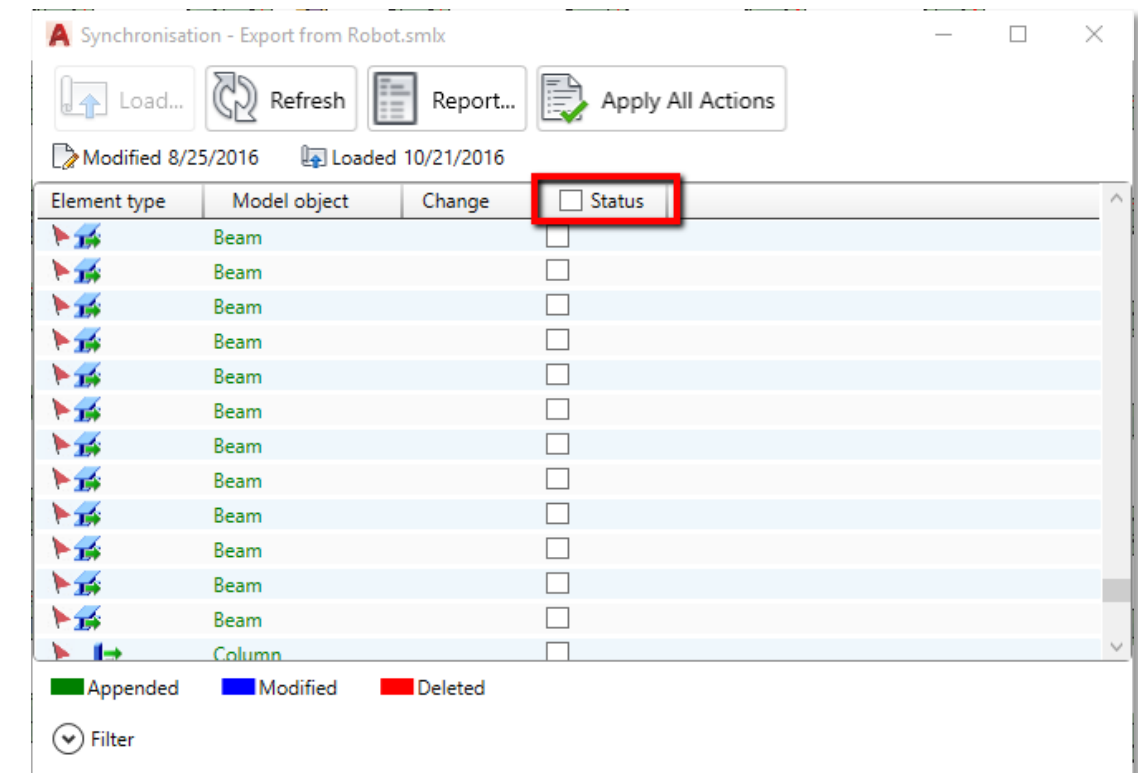 Synchronisation - Export from Robot.smlx
Load... Refresh Report... Apply All Actions
Modified 8/25/2016 Loaded 10/21/2016
Element type Model object Change Status
Beam
Beam
Beam
Beam
Beam
Beam
Beam
Beam
Beam
Beam
Beam
Beam
Column
Appended Modified Deleted
Filter